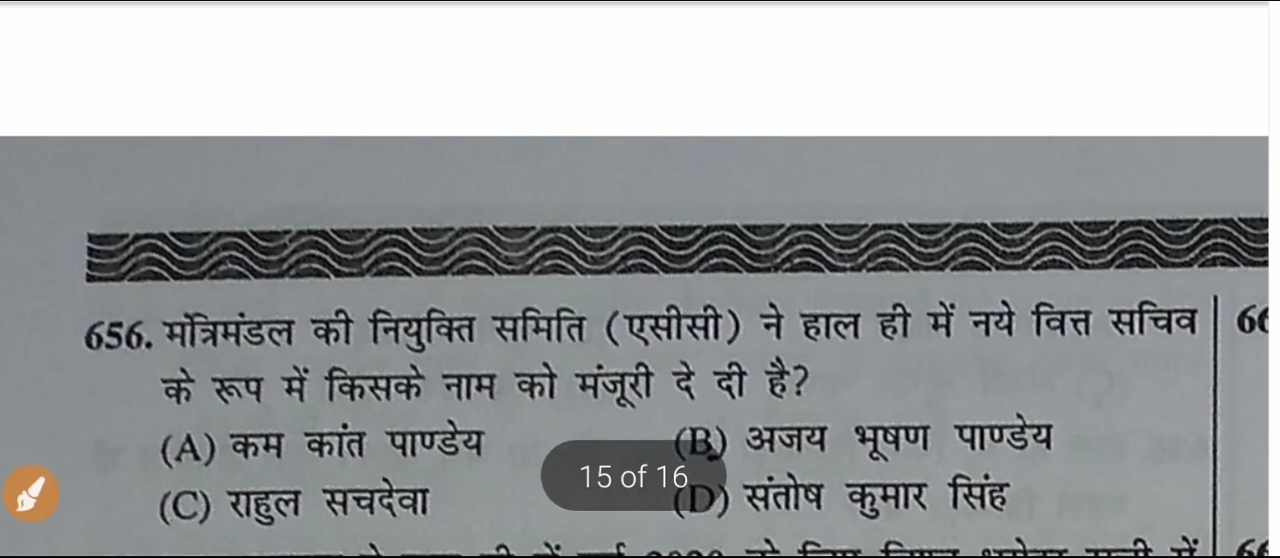 656. मंत्रिमंडल की नियुक्ति समिति (एसीसी) ने हाल ही में नये वित्त सचिव
के रूप में किसके नाम को मंजूरी दे दी है?
(A) कम कांत पाण्डेय (B) अजय भूषण पाण्डेय
15 of 16
(C) राहुल सचदेवा (D) संतोष कुमार सिंह